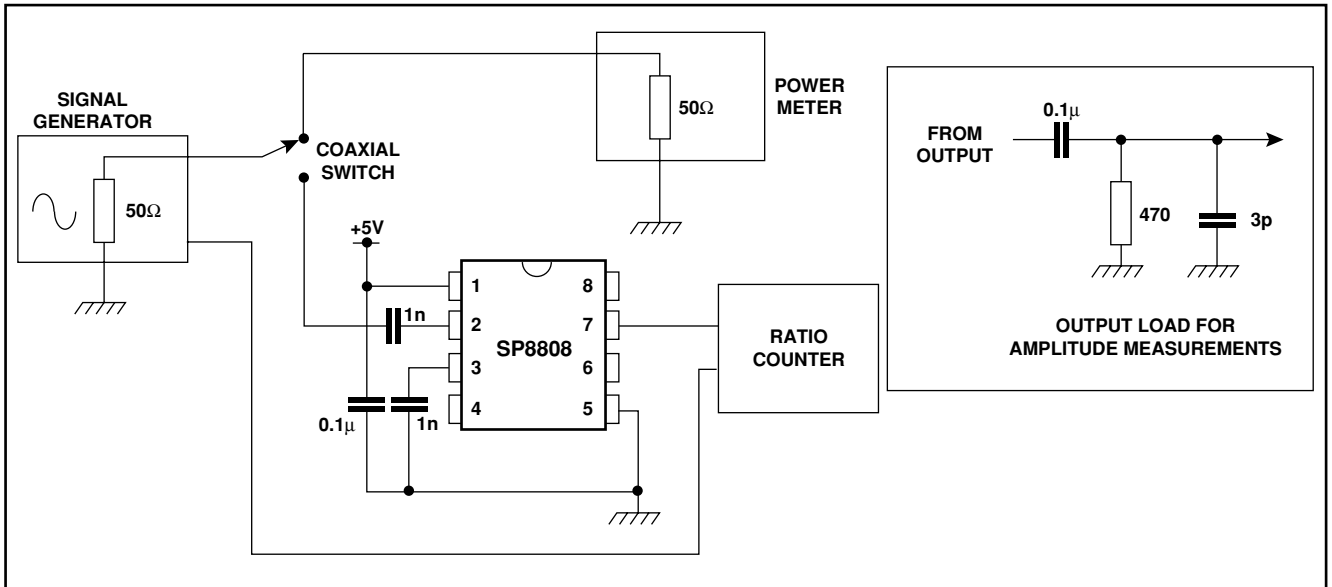 SIGNAL
GENERATOR
50Ω
COAXIAL
SWITCH
50Ω
POWER
METER
+5V
1n
0.1μ
1n
1
2
3
4
SP8808
8
7
6
5
RATIO
COUNTER
FROM
OUTPUT
0.1μ
470
3p
OUTPUT LOAD FOR
AMPLITUDE MEASUREMENTS